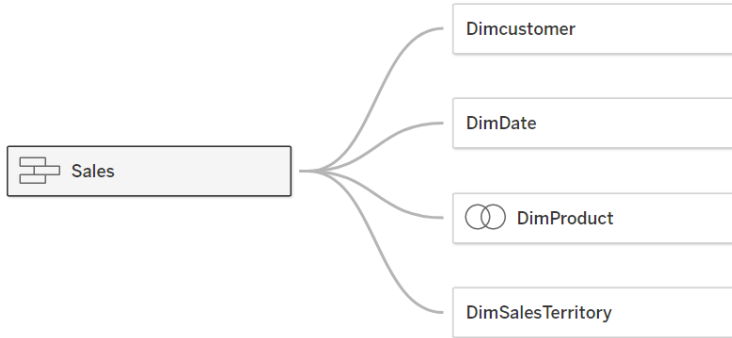 Dimcustomer
DimDate
Sales
DimProduct
DimSalesTerritory